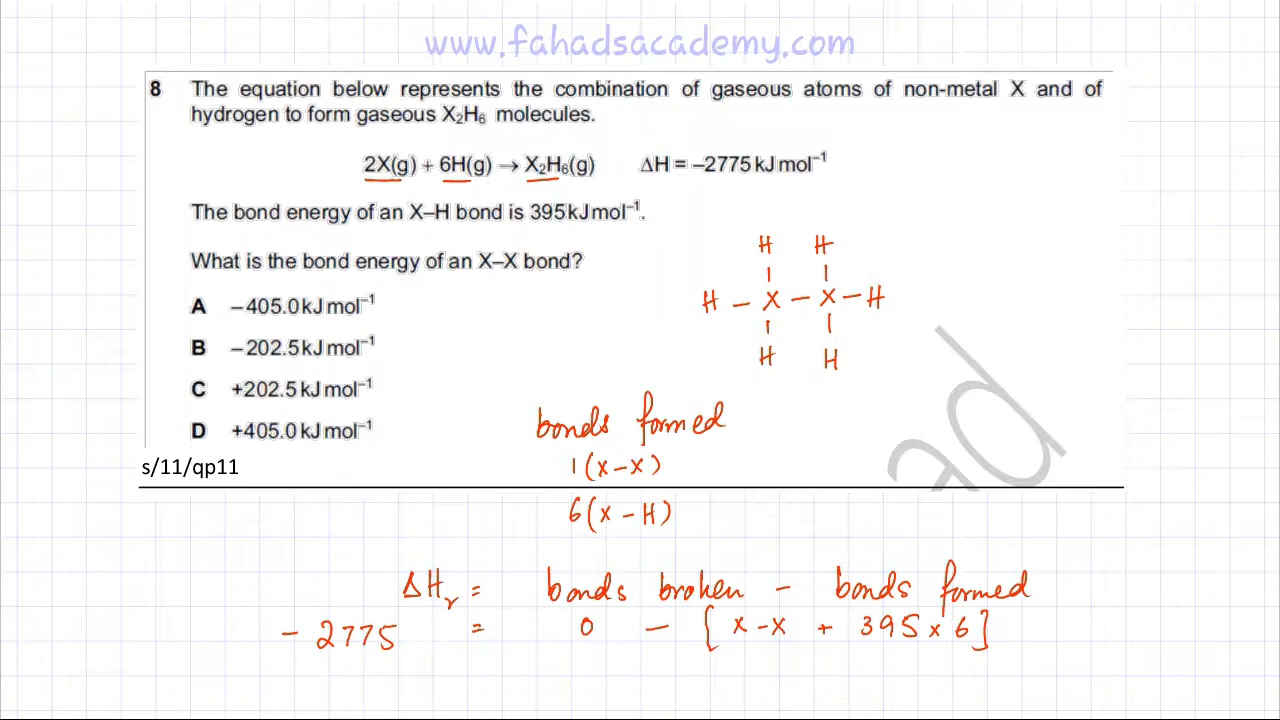 www.fahadsacademy.com
8 The equation below represents the combination of gaseous atoms of non-metal X and of
hydrogen to form gaseous X₂H₆ molecules.
2X(g) + 6H(g) → X₂H₆(g) ΔH = –2775 kJ mol⁻¹
The bond energy of an X–H bond is 395 kJ mol⁻¹.
What is the bond energy of an X–X bond?
A –405.0 kJ mol⁻¹
B –202.5 kJ mol⁻¹
C +202.5 kJ mol⁻¹
D +405.0 kJ mol⁻¹
s/11/qp11
H H
H – X – X – H
H H
bonds formed
1(X–X)
6(X–H)
ΔHr = bonds broken – bonds formed
– 2775 = 0 – [X–X + 395 × 6]
ad